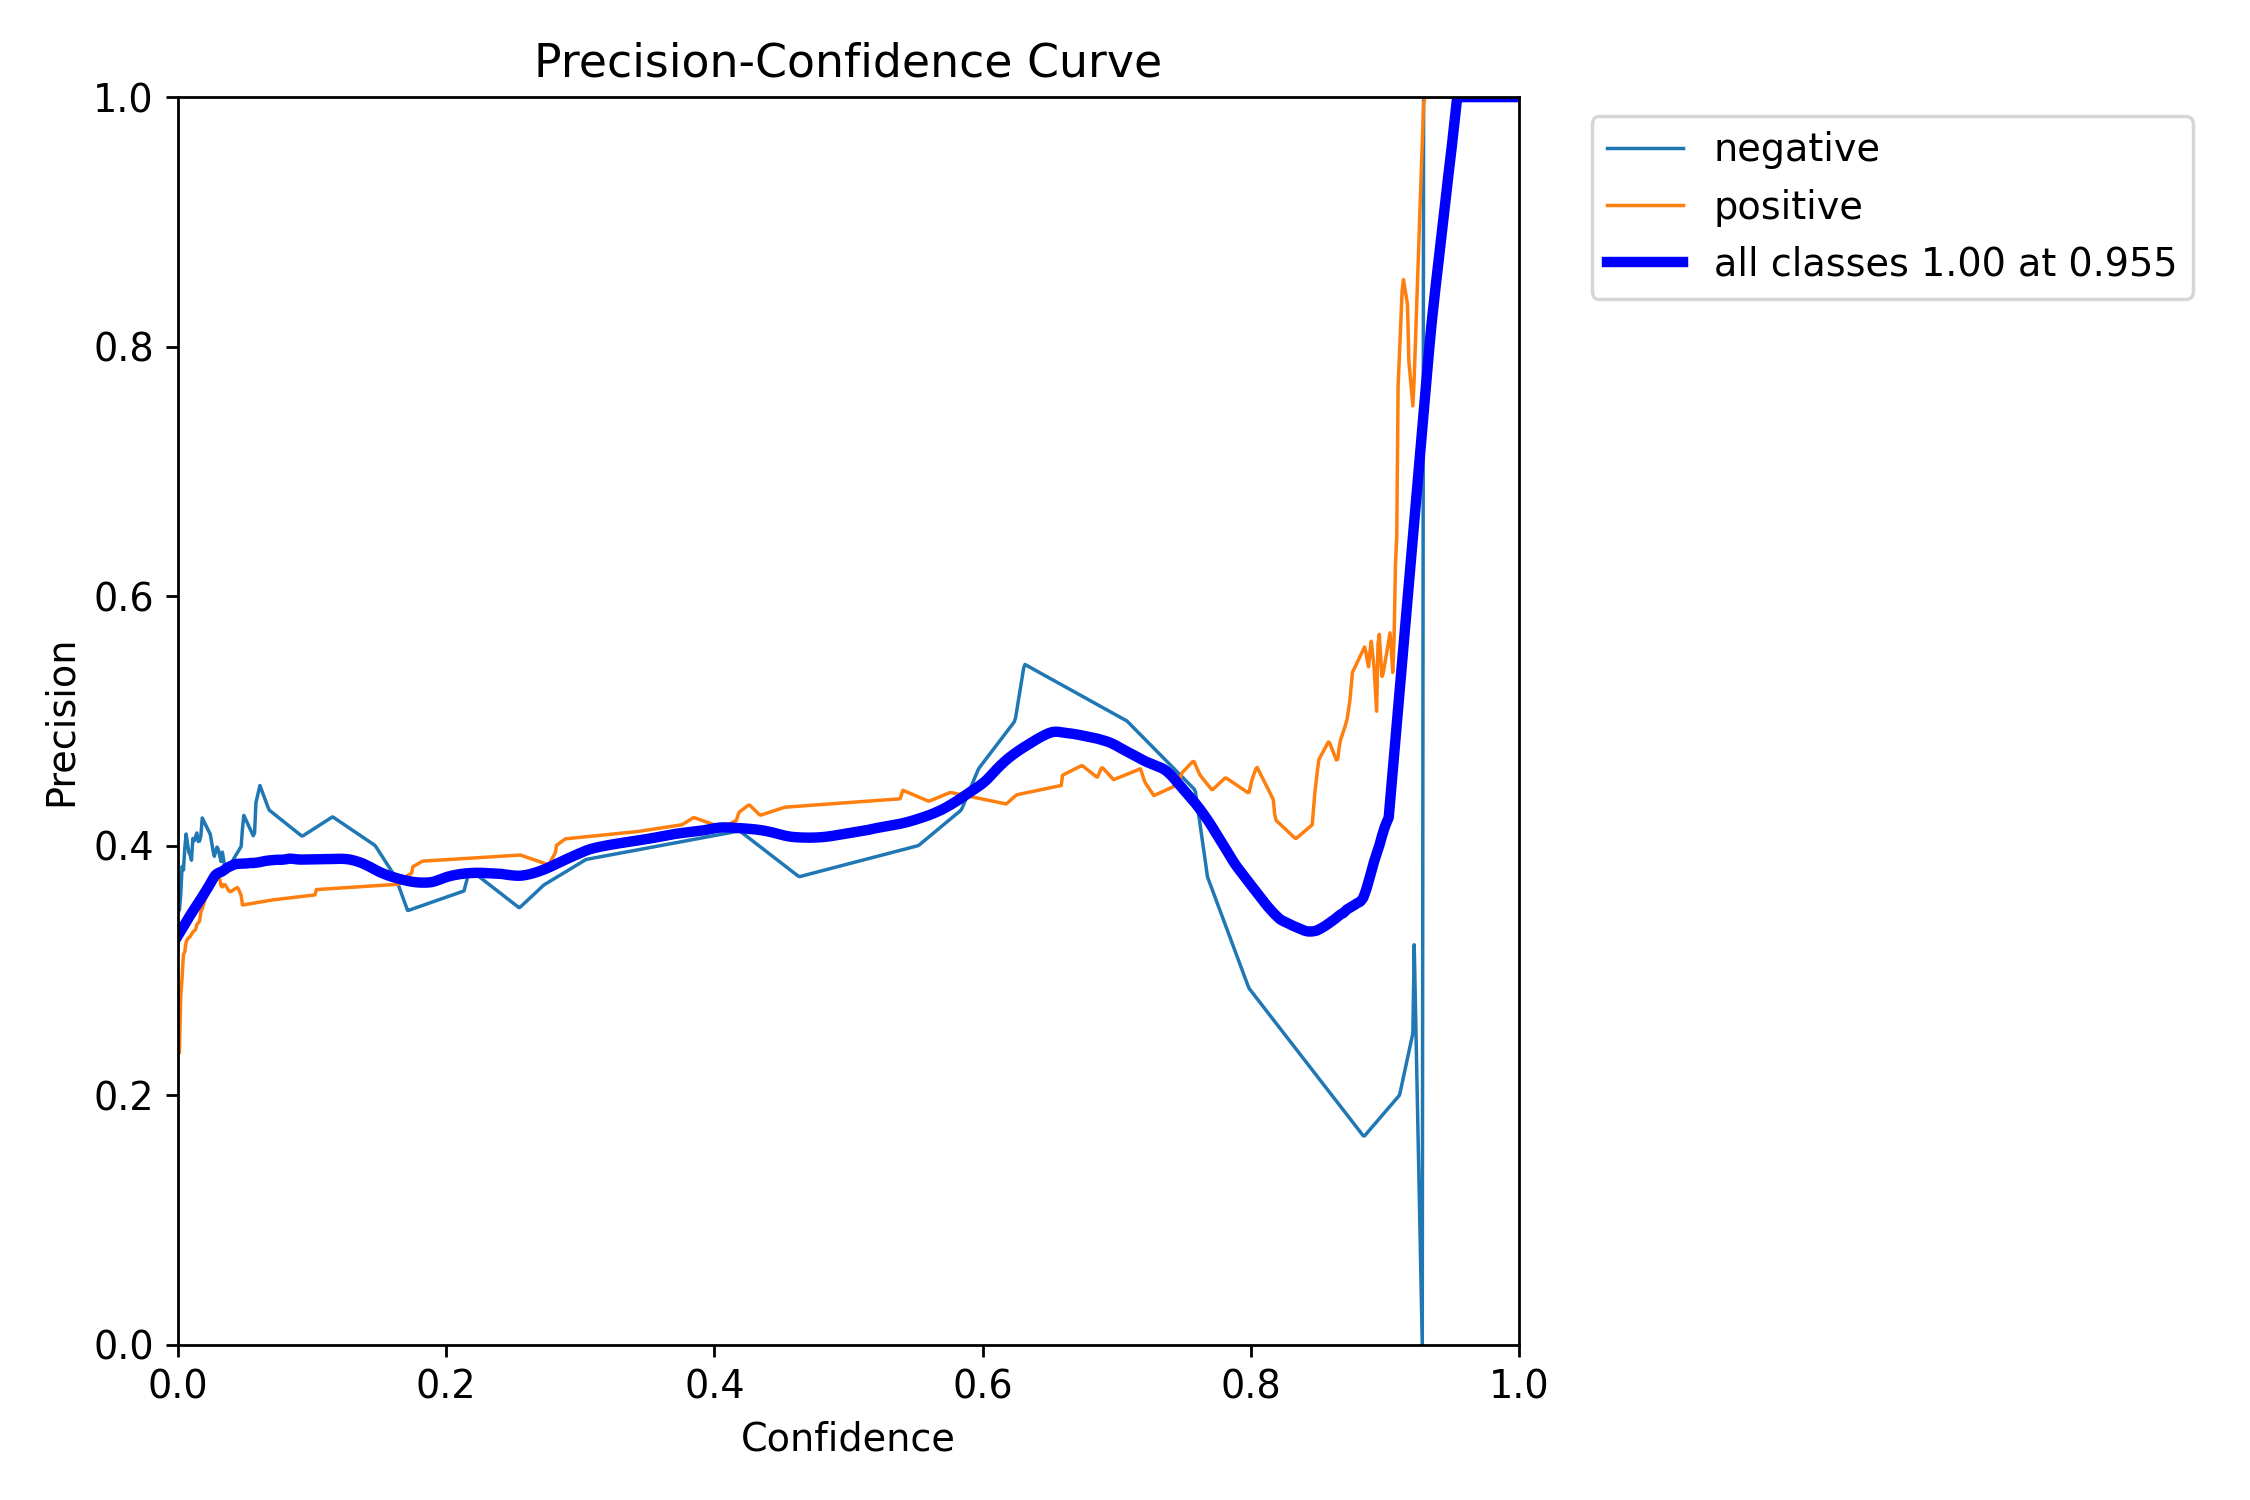 Precision-Confidence Curve
1.0
0.8
0.6
0.4
0.2
0.0
Precision
0.0 0.2 0.4 0.6 0.8 1.0
Confidence
negative
positive
all classes 1.00 at 0.955